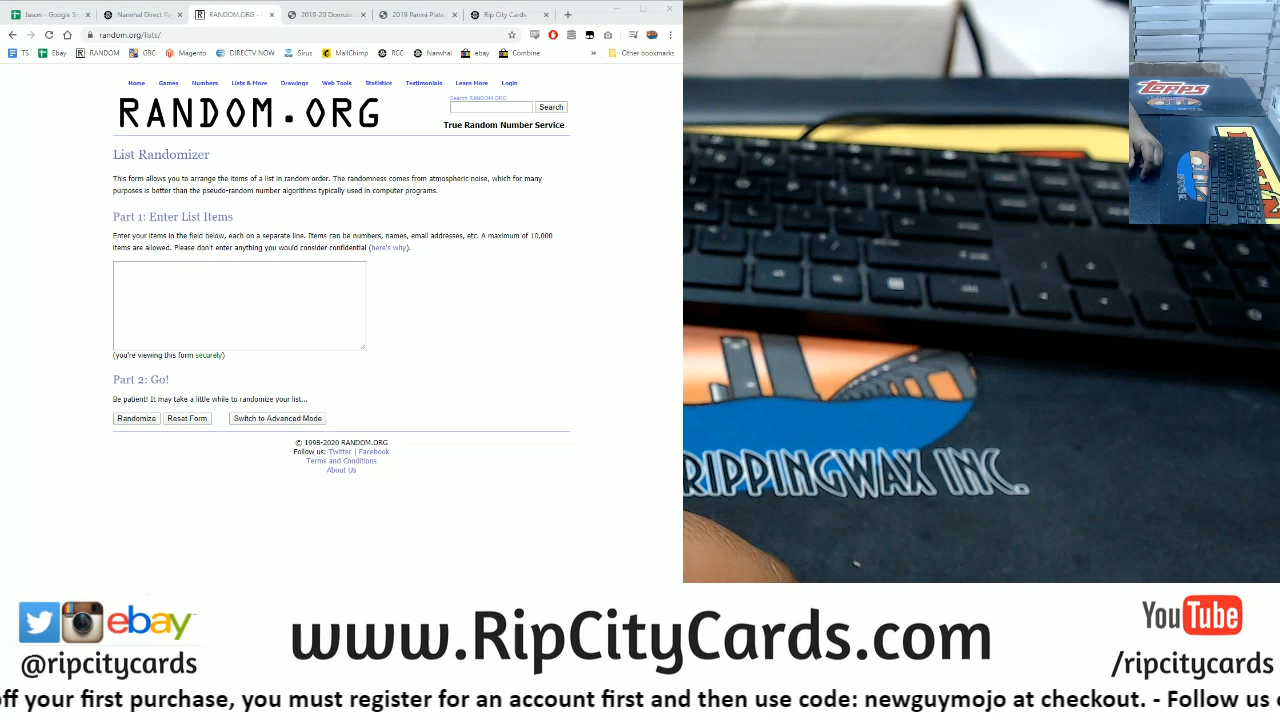 Jason - Google Sh
Narwhal Direct Pa
RANDOM.ORG -
2019-20 Donruss
2019 Panini Plates
Rip City Cards
random.org/lists/
TS
Ebay
RANDOM
GBC
Magento
DIRECTV NOW
Sirus
MailChimp
RCC
Narwhal
ebay
Combine
»
Other bookmarks
Home
Games
Numbers
Lists & More
Drawings
Web Tools
Statistics
Testimonials
Learn More
Login
RANDOM.ORG
Search RANDOM.ORG
Search
True Random Number Service
List Randomizer
This form allows you to arrange the items of a list in random order. The randomness comes from atmospheric noise, which for many
purposes is better than the pseudo-random number algorithms typically used in computer programs.
Part 1: Enter List Items
Enter your items in the field below, each on a separate line. Items can be numbers, names, email addresses, etc. A maximum of 10,000
items are allowed. Please don't enter anything you would consider confidential (here's why).
(you're viewing this form securely)
Part 2: Go!
Be patient! It may take a little while to randomize your list...
Randomize
Reset Form
Switch to Advanced Mode
© 1998-2020 RANDOM.ORG
Follow us: Twitter | Facebook
Terms and Conditions
About Us
TOPPS
RIPPINGWAX INC.
ebay
@ripcitycards
www.RipCityCards.com
YouTube
/ripcitycards
off your first purchase, you must register for an account first and then use code: newguymojo at checkout. - Follow us